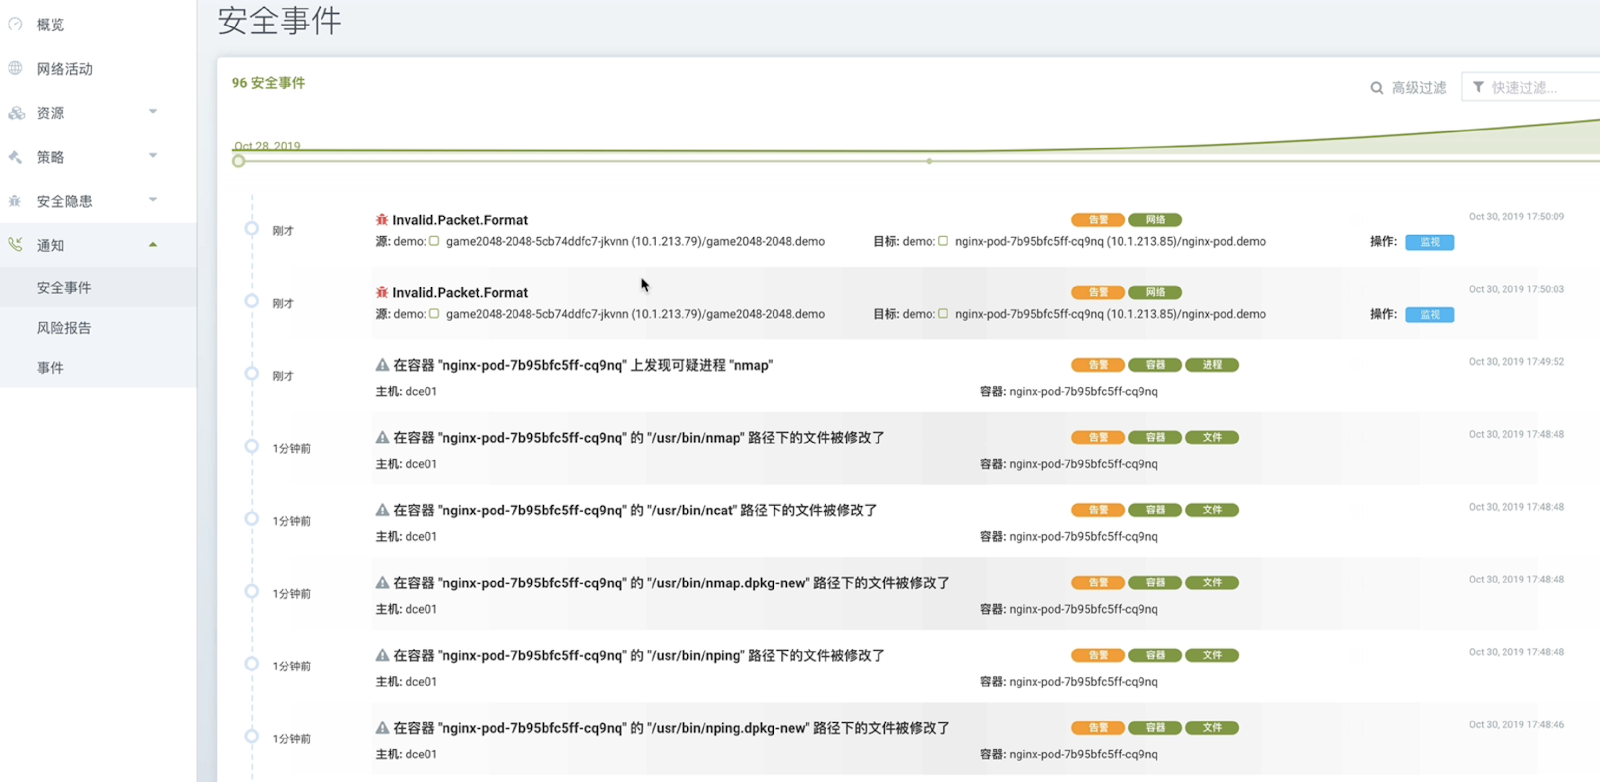 概览
网络活动
资源
策略
安全隐患
通知
安全事件
风险报告
事件
安全事件
96 安全事件
高级过滤
快速过滤...
Oct 28, 2019
刚才
Invalid.Packet.Format
告警 网络
Oct 30, 2019 17:50:09
源: demo: game2048-2048-5cb74ddfc7-jkvnn (10.1.213.79)/game2048-2048.demo
目标: demo: nginx-pod-7b95bfc5ff-cq9nq (10.1.213.85)/nginx-pod.demo
操作: 监视
刚才
Invalid.Packet.Format
告警 网络
Oct 30, 2019 17:50:03
源: demo: game2048-2048-5cb74ddfc7-jkvnn (10.1.213.79)/game2048-2048.demo
目标: demo: nginx-pod-7b95bfc5ff-cq9nq (10.1.213.85)/nginx-pod.demo
操作: 监视
刚才
在容器 "nginx-pod-7b95bfc5ff-cq9nq" 上发现可疑进程 "nmap"
告警 容器 进程
Oct 30, 2019 17:49:52
主机: dce01
容器: nginx-pod-7b95bfc5ff-cq9nq
1分钟前
在容器 "nginx-pod-7b95bfc5ff-cq9nq" 的 "/usr/bin/nmap" 路径下的文件被修改了
告警 容器 文件
Oct 30, 2019 17:48:48
主机: dce01
容器: nginx-pod-7b95bfc5ff-cq9nq
1分钟前
在容器 "nginx-pod-7b95bfc5ff-cq9nq" 的 "/usr/bin/ncat" 路径下的文件被修改了
告警 容器 文件
Oct 30, 2019 17:48:48
主机: dce01
容器: nginx-pod-7b95bfc5ff-cq9nq
1分钟前
在容器 "nginx-pod-7b95bfc5ff-cq9nq" 的 "/usr/bin/nmap.dpkg-new" 路径下的文件被修改了
告警 容器 文件
Oct 30, 2019 17:48:48
主机: dce01
容器: nginx-pod-7b95bfc5ff-cq9nq
1分钟前
在容器 "nginx-pod-7b95bfc5ff-cq9nq" 的 "/usr/bin/nping" 路径下的文件被修改了
告警 容器 文件
Oct 30, 2019 17:48:48
主机: dce01
容器: nginx-pod-7b95bfc5ff-cq9nq
1分钟前
在容器 "nginx-pod-7b95bfc5ff-cq9nq" 的 "/usr/bin/nping.dpkg-new" 路径下的文件被修改了
告警 容器 文件
Oct 30, 2019 17:48:46
主机: dce01
容器: nginx-pod-7b95bfc5ff-cq9nq